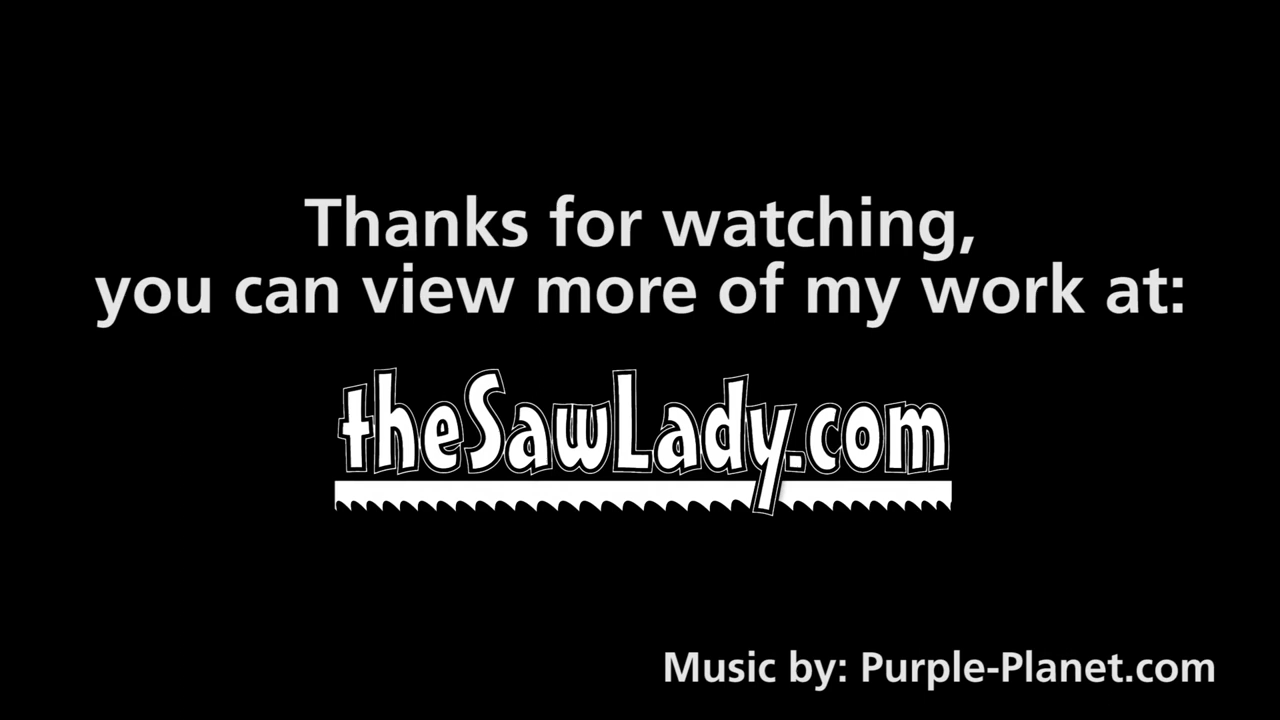 Thanks for watching,
you can view more of my work at:
theSawLady.com
Music by: Purple-Planet.com